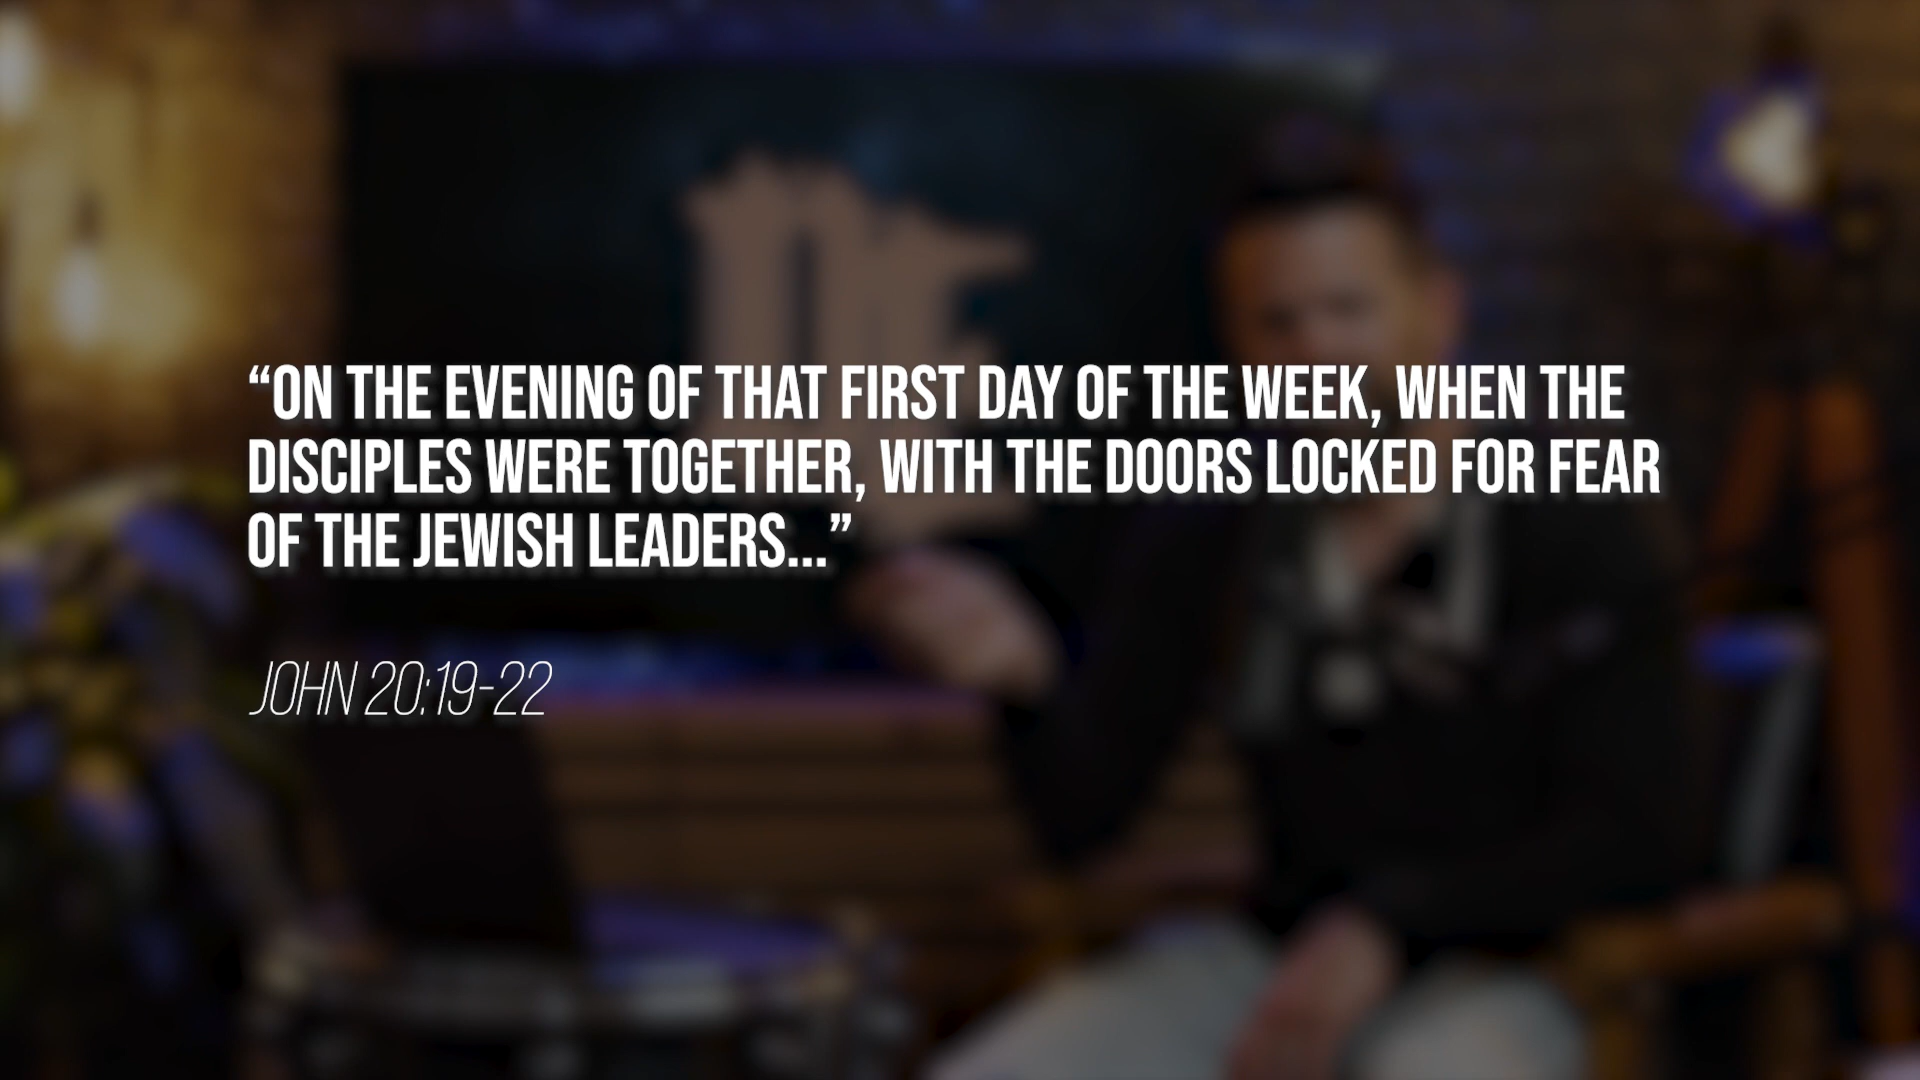 “ON THE EVENING OF THAT FIRST DAY OF THE WEEK, WHEN THE
DISCIPLES WERE TOGETHER, WITH THE DOORS LOCKED FOR FEAR
OF THE JEWISH LEADERS...”
JOHN 20:19-22